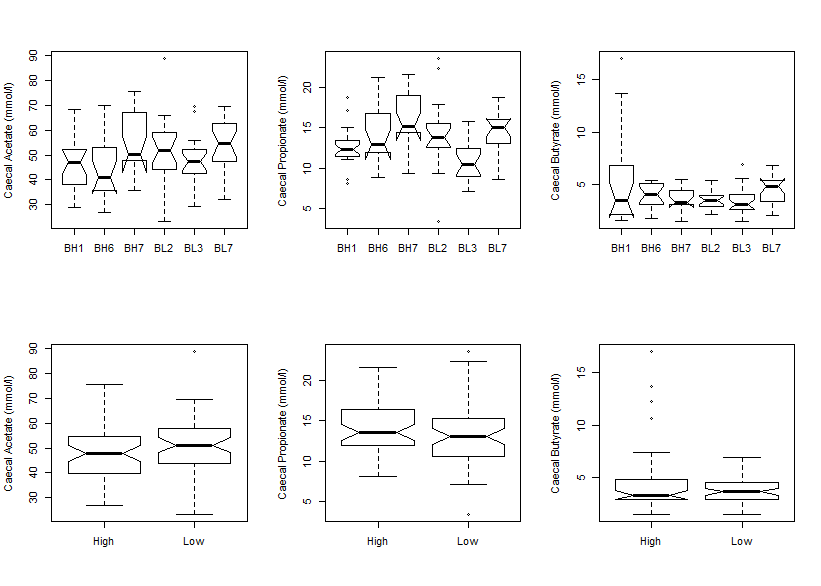 Caecal Acetate (mmol/l)
90
80
70
60
50
40
30
BH1 BH6 BH7 BL2 BL3 BL7
Caecal Propionate (mmol/l)
20
15
10
5
BH1 BH6 BH7 BL2 BL3 BL7
Caecal Butyrate (mmol/l)
15
10
5
BH1 BH6 BH7 BL2 BL3 BL7
Caecal Acetate (mmol/l)
90
80
70
60
50
40
30
High Low
Caecal Propionate (mmol/l)
20
15
10
5
High Low
Caecal Butyrate (mmol/l)
15
10
5
High Low